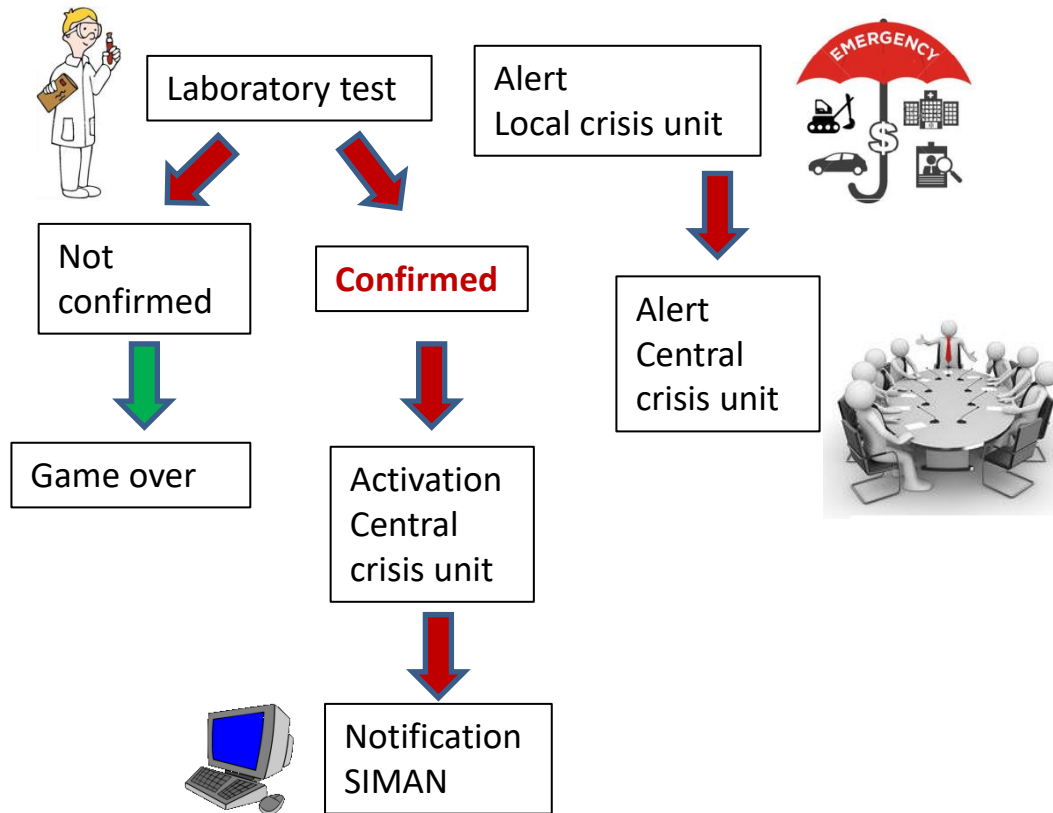 Laboratory test
Alert
Local crisis unit
EMERGENCY
$
Not
confirmed
Confirmed
Alert
Central
crisis unit
Game over
Activation
Central
crisis unit
Notification
SIMAN